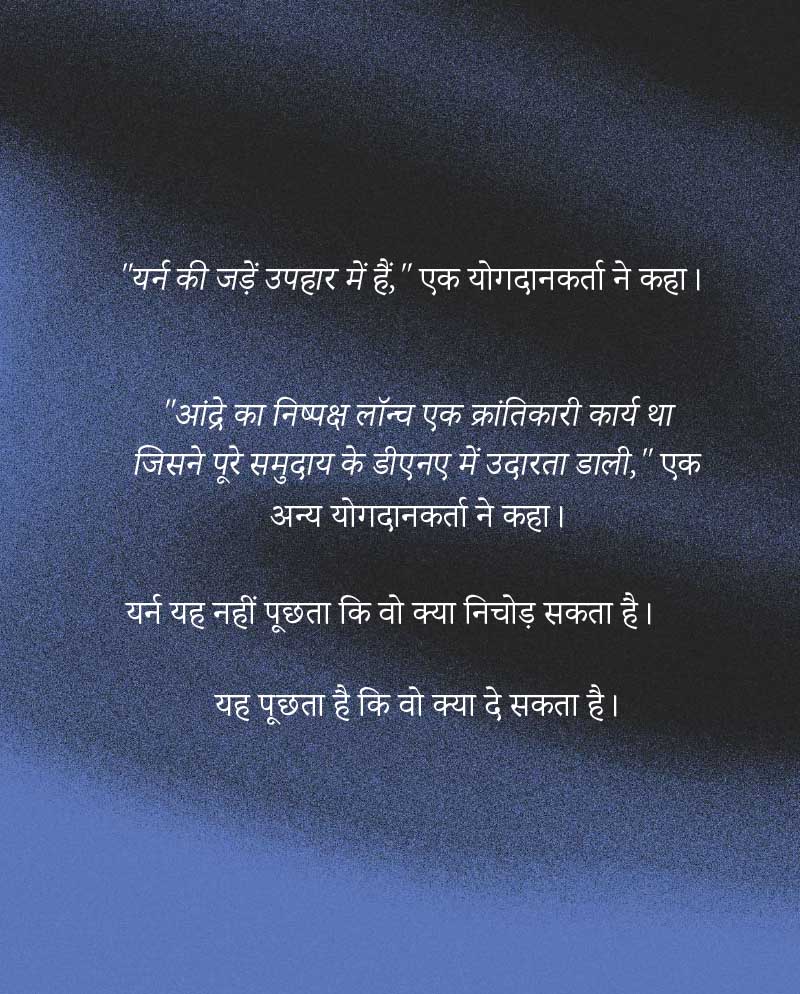 "यर्न की जड़ें उपहार में हैं," एक योगदानकर्ता ने कहा।
"आंद्रे का निष्पक्ष लॉन्च एक क्रांतिकारी कार्य था
जिसने पूरे समुदाय के डीएनए में उदारता डाली," एक
अन्य योगदानकर्ता ने कहा।
यर्न यह नहीं पूछता कि वो क्या निचोड़ सकता है।
यह पूछता है कि वो क्या दे सकता है।